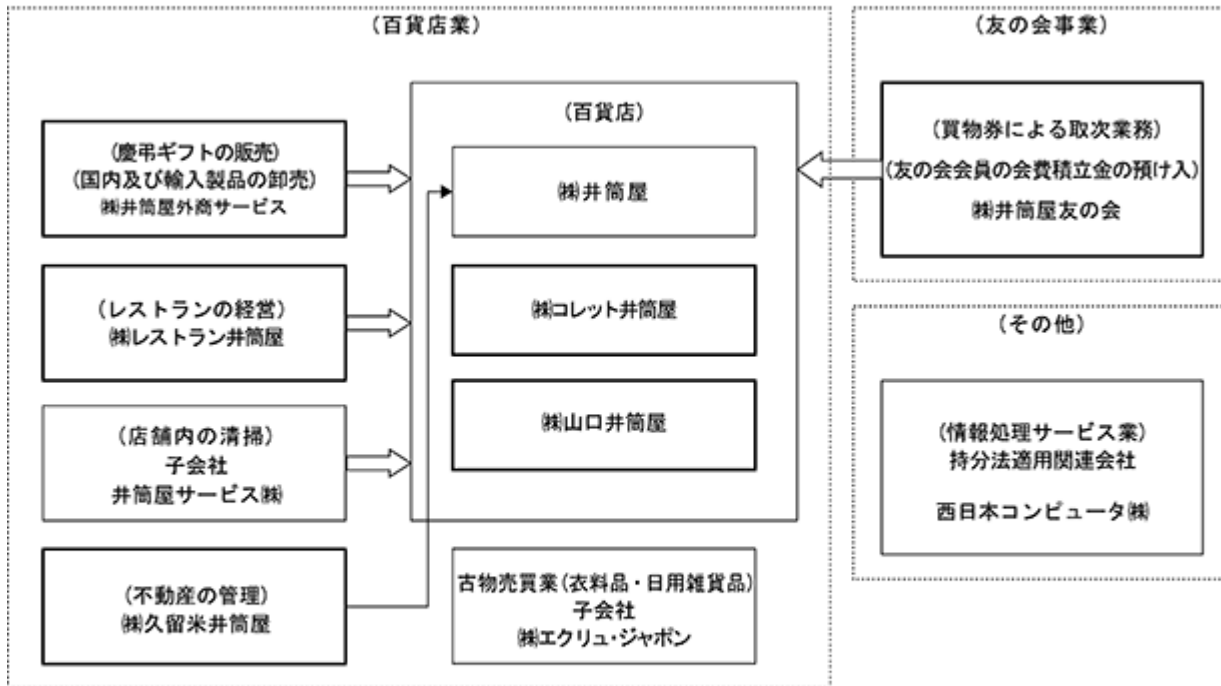 (百貨店業)
(慶弔ギフトの販売)
(国内及び輸入製品の卸売)
㈱井筒屋外商サービス
(レストランの経営)
㈱レストラン井筒屋
(店舗内の清掃)
子会社
井筒屋サービス㈱
(不動産の管理)
㈱久留米井筒屋
(百貨店)
㈱井筒屋
㈱コレット井筒屋
㈱山口井筒屋
古物売買業(衣料品・日用雑貨品)
子会社
㈱エクリュ・ジャポン
(友の会事業)
(買物券による取次業務)
(友の会会員の会費積立金の預け入)
㈱井筒屋友の会
(その他)
(情報処理サービス業)
持分法適用関連会社
西日本コンピュータ㈱